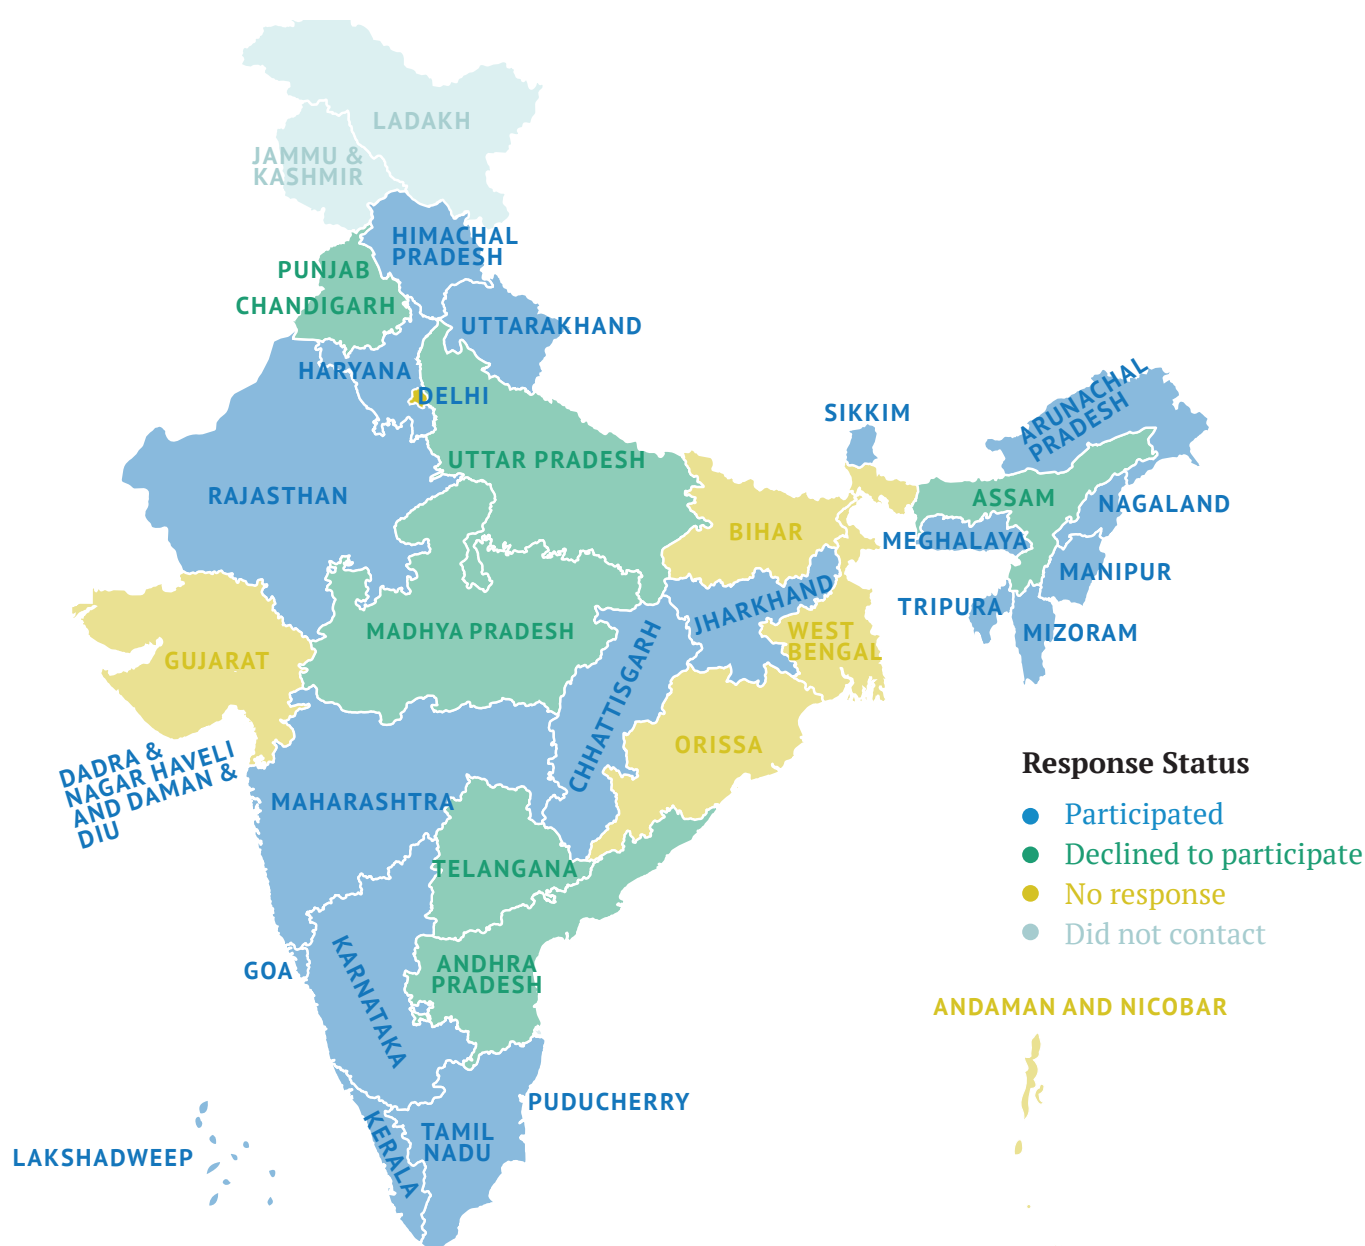 LADAKH
JAMMU &
KASHMIR
HIMACHAL
PRADESH
PUNJAB
CHANDIGARH
UTTARAKHAND
HARYANA
DELHI
SIKKIM
ARUNACHAL
PRADESH
UTTAR PRADESH
RAJASTHAN
ASSAM
NAGALAND
BIHAR
MEGHALAYA
MANIPUR
JHARKHAND
TRIPURA
MADHYA PRADESH
WEST
BENGAL
MIZORAM
GUJARAT
CHHATTISGARH
ORISSA
DADRA &
NAGAR HAVELI
AND DAMAN &
DIU
MAHARASHTRA
TELANGANA
Response Status
Participated
Declined to participate
No response
Did not contact
GOA
KARNATAKA
ANDHRA
PRADESH
ANDAMAN AND NICOBAR
PUDUCHERRY
KERALA
TAMIL
NADU
LAKSHADWEEP